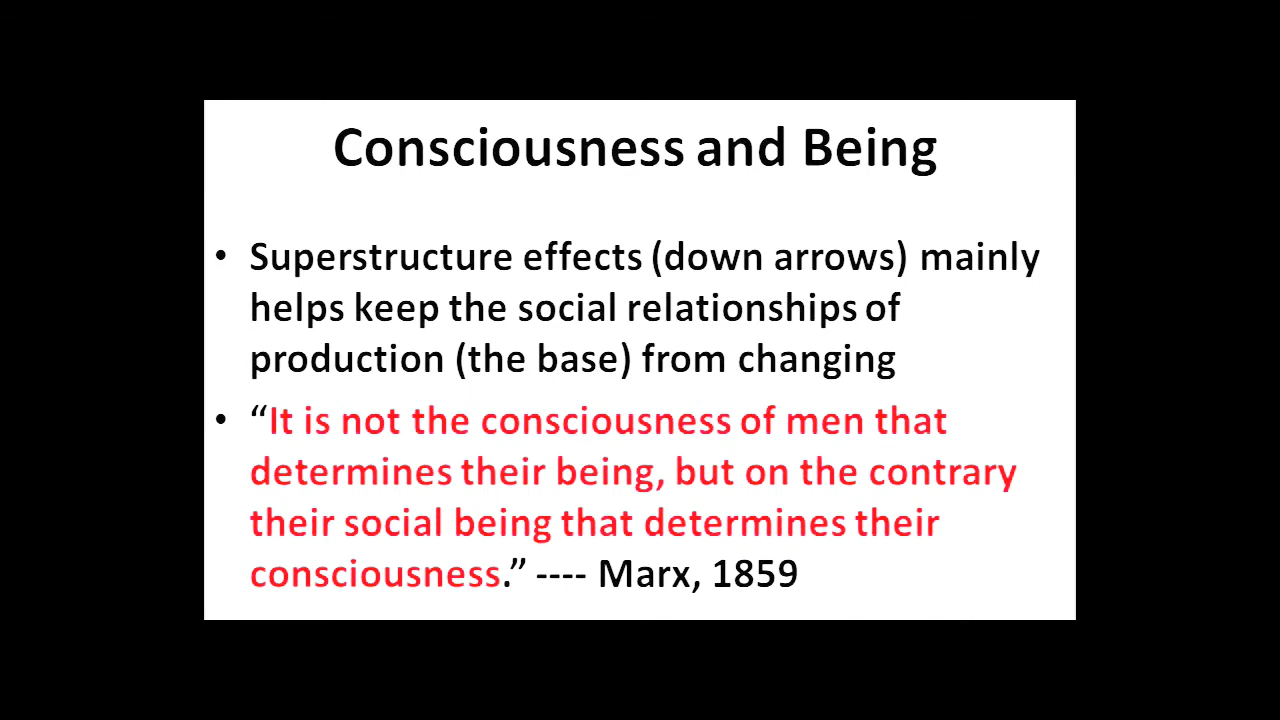 Consciousness and Being
• Superstructure effects (down arrows) mainly
helps keep the social relationships of
production (the base) from changing
• “It is not the consciousness of men that
determines their being, but on the contrary
their social being that determines their
consciousness.” ---- Marx, 1859